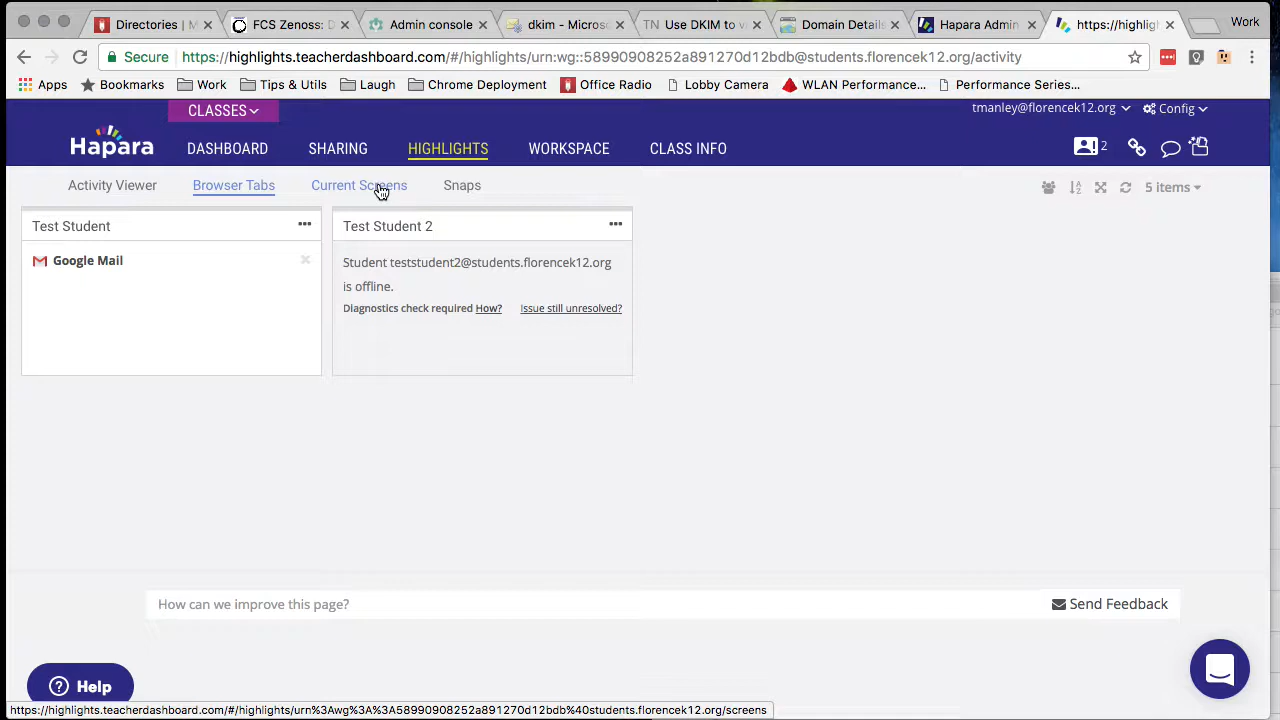 Directories | M
FCS Zenoss: D
Admin console
dkim - Micros
Use DKIM to v
Domain Details
Hapara Admin
https://highlig
Work
Secure https://highlights.teacherdashboard.com/#/highlights/urn:wg::58990908252a891270d12bdb@students.florencek12.org/activity
Apps Bookmarks Work Tips & Utils Laugh Chrome Deployment Office Radio Lobby Camera WLAN Performance... Performance Series...
CLASSES
tmanley@florencek12.org Config
Hapara DASHBOARD SHARING HIGHLIGHTS WORKSPACE CLASS INFO 2
Activity Viewer Browser Tabs Current Screens Snaps 5 items
Test Student
Google Mail
Test Student 2
Student teststudent2@students.florencek12.org
is offline.
Diagnostics check required How? Issue still unresolved?
How can we improve this page? Send Feedback
? Help
https://highlights.teacherdashboard.com/#/highlights/urn%3Awg%3A%3A58990908252a891270d12bdb%40students.florencek12.org/screens